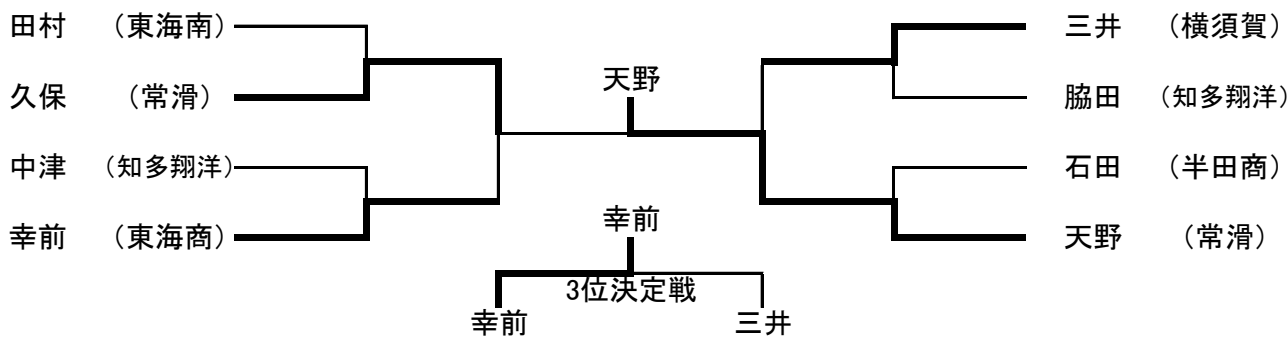 田村 （東海南）
久保 （常滑）
中津 （知多翔洋）
幸前 （東海商）
天野
幸前
3位決定戦
幸前 三井
三井 （横須賀）
脇田 （知多翔洋）
石田 （半田商）
天野 （常滑）